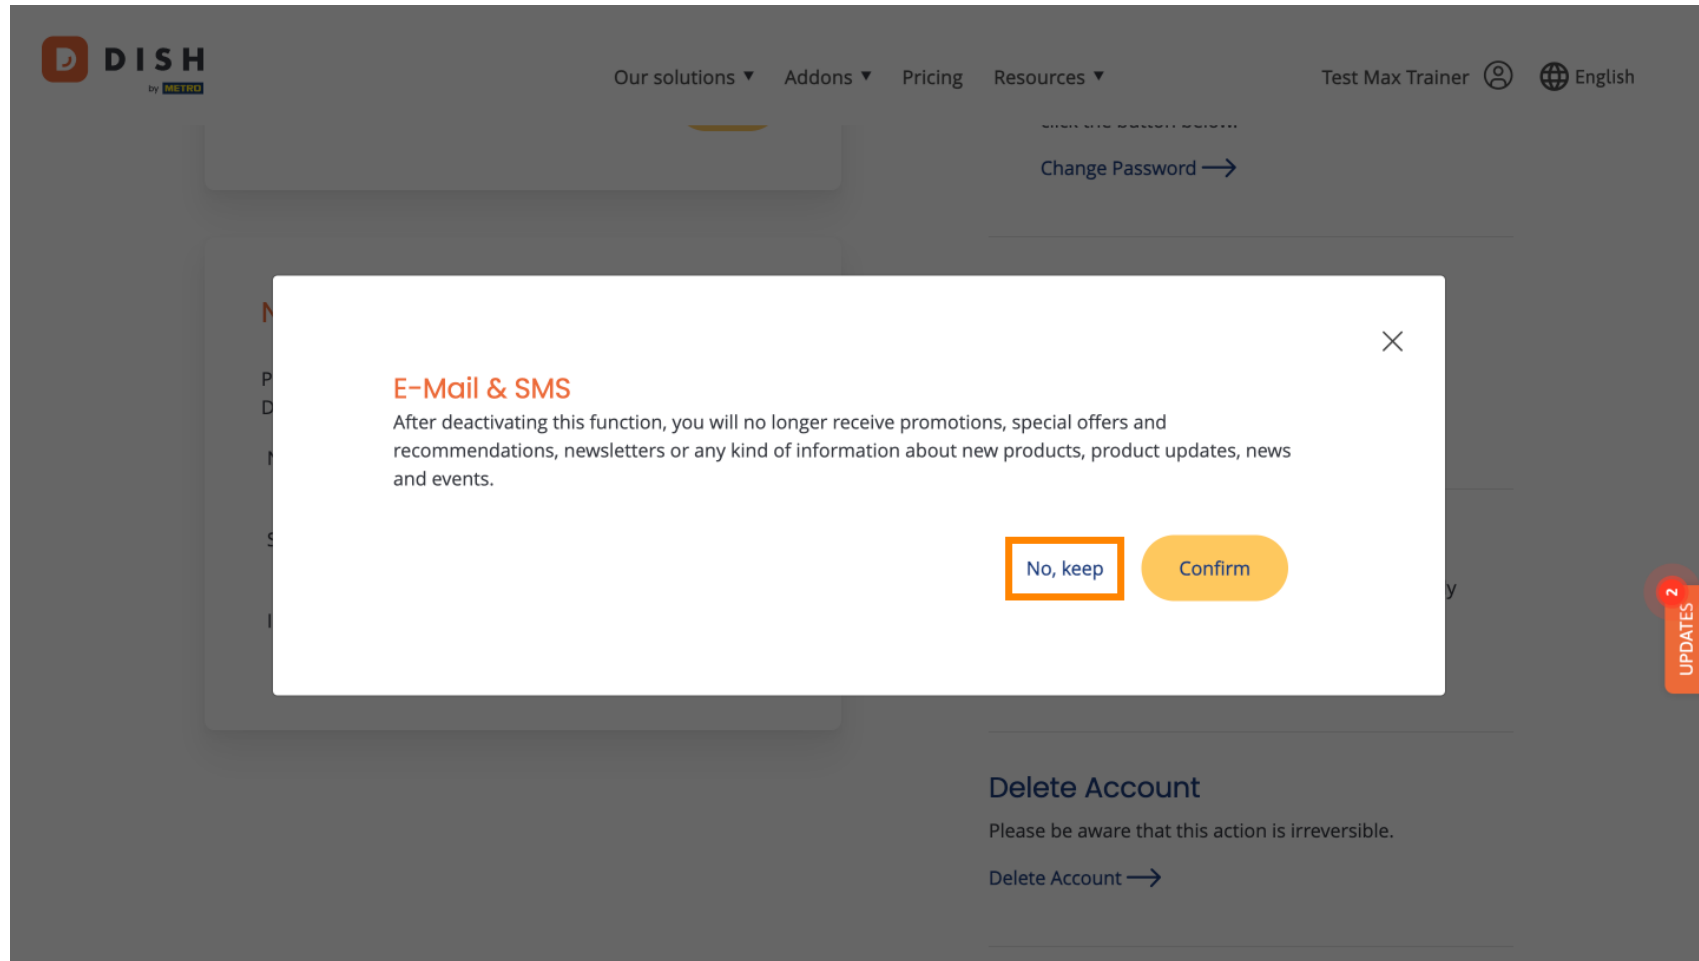 DISH
by METRO
Our solutions ▼ Addons ▼ Pricing Resources ▼ Test Max Trainer English
Change Password
E-Mail & SMS
After deactivating this function, you will no longer receive promotions, special offers and
recommendations, newsletters or any kind of information about new products, product updates, news
and events.
No, keep Confirm
2
UPDATES
Delete Account
Please be aware that this action is irreversible.
Delete Account